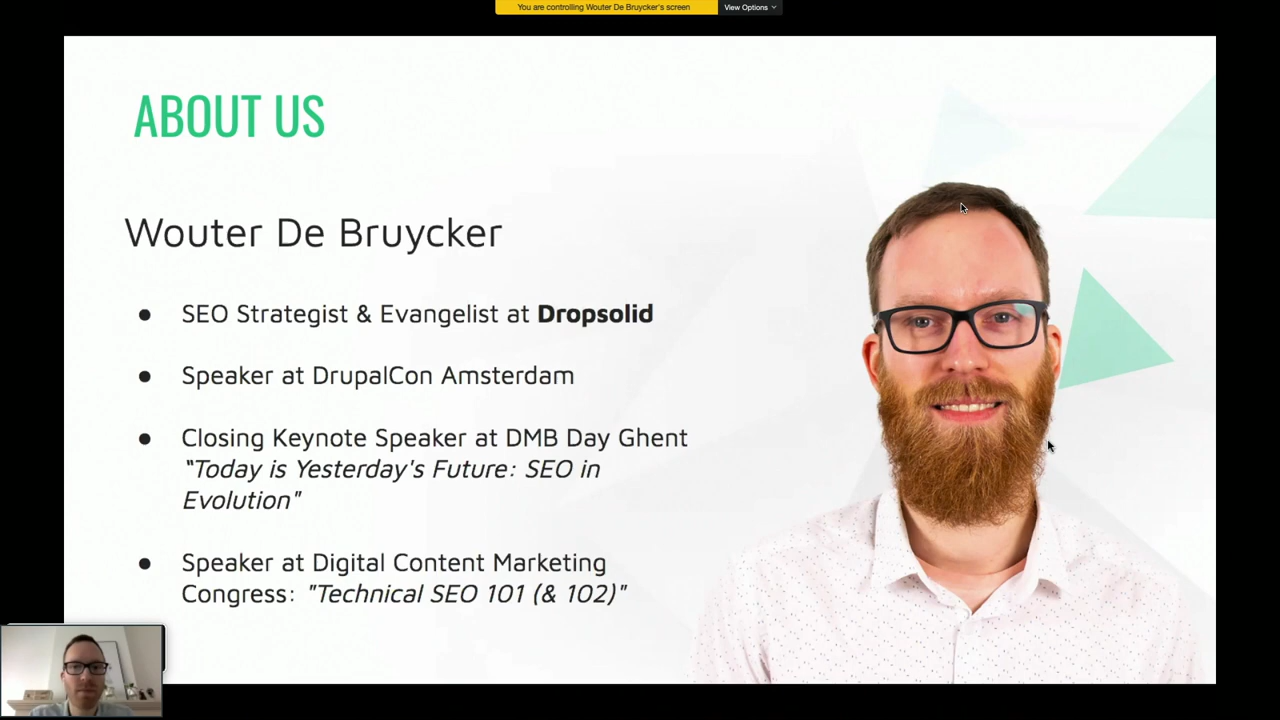 You are controlling Wouter De Bruycker's screen
View Options
ABOUT US
Wouter De Bruycker
● SEO Strategist & Evangelist at Dropsolid
● Speaker at DrupalCon Amsterdam
● Closing Keynote Speaker at DMB Day Ghent
“Today is Yesterday's Future: SEO in
Evolution"
● Speaker at Digital Content Marketing
Congress: "Technical SEO 101 (& 102)"